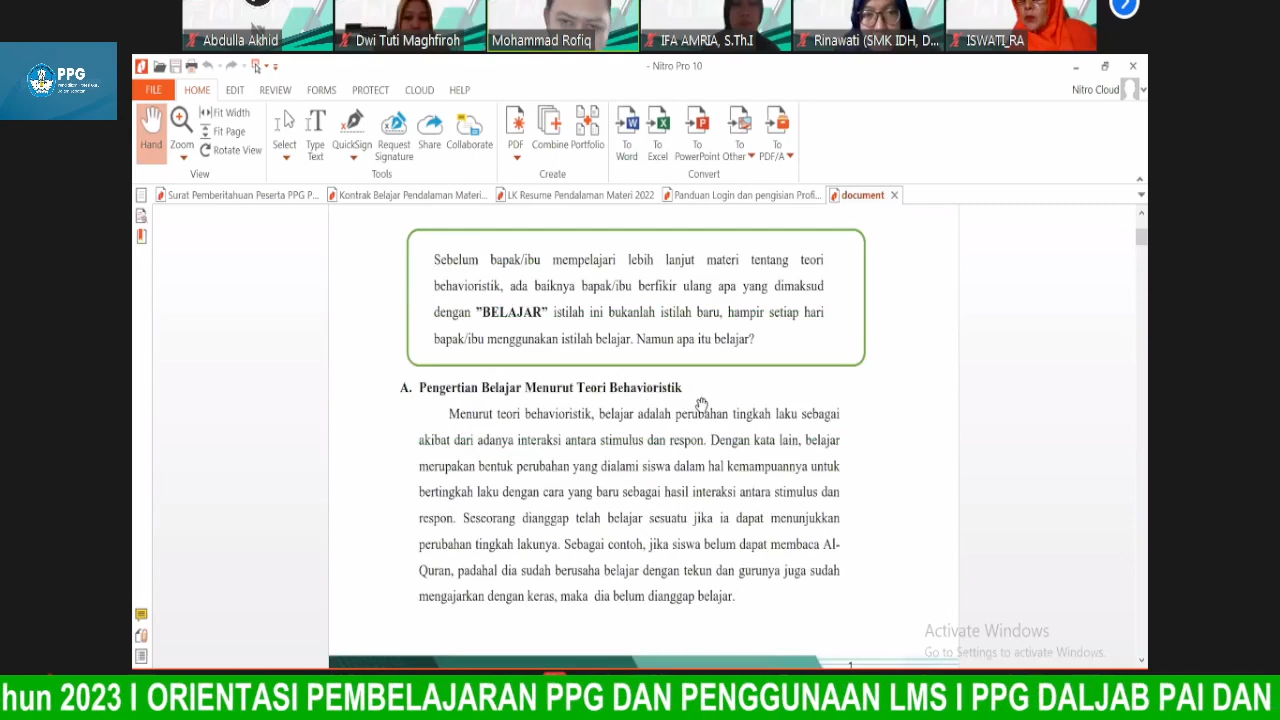 Abdulla Akhid
Dwi Tuti Maghfiroh
Mohammad Rofiq
IFA AMRIA, S.Th.I
Rinawati (SMK IDH, D...
ISWATI_RA
PPG
- Nitro Pro 10
FILE HOME EDIT REVIEW FORMS PROTECT CLOUD HELP
Nitro Cloud
Hand
Zoom
Fit Width
Fit Page
Rotate View
View
Select
Type Text
QuickSign
Request Signature
Share
Collaborate
Tools
PDF
Combine
Portfolio
Create
To Word
To Excel
To PowerPoint
To Other
To PDF/A
Convert
Surat Pemberitahuan Peserta PPG P...
Kontrak Belajar Pendalaman Materi...
LK Resume Pendalaman Materi 2022
Panduan Login dan pengisian Profi...
document
Sebelum bapak/ibu mempelajari lebih lanjut materi tentang teori
behavioristik, ada baiknya bapak/ibu berfikir ulang apa yang dimaksud
dengan ”BELAJAR” istilah ini bukanlah istilah baru, hampir setiap hari
bapak/ibu menggunakan istilah belajar. Namun apa itu belajar?
A. Pengertian Belajar Menurut Teori Behavioristik
Menurut teori behavioristik, belajar adalah perubahan tingkah laku sebagai
akibat dari adanya interaksi antara stimulus dan respon. Dengan kata lain, belajar
merupakan bentuk perubahan yang dialami siswa dalam hal kemampuannya untuk
bertingkah laku dengan cara yang baru sebagai hasil interaksi antara stimulus dan
respon. Seseorang dianggap telah belajar sesuatu jika ia dapat menunjukkan
perubahan tingkah lakunya. Sebagai contoh, jika siswa belum dapat membaca Al-
Quran, padahal dia sudah berusaha belajar dengan tekun dan gurunya juga sudah
mengajarkan dengan keras, maka dia belum dianggap belajar.
1
Activate Windows
Go to Settings to activate Windows.
hun 2023 I ORIENTASI PEMBELAJARAN PPG DAN PENGGUNAAN LMS I PPG DALJAB PAI DAN